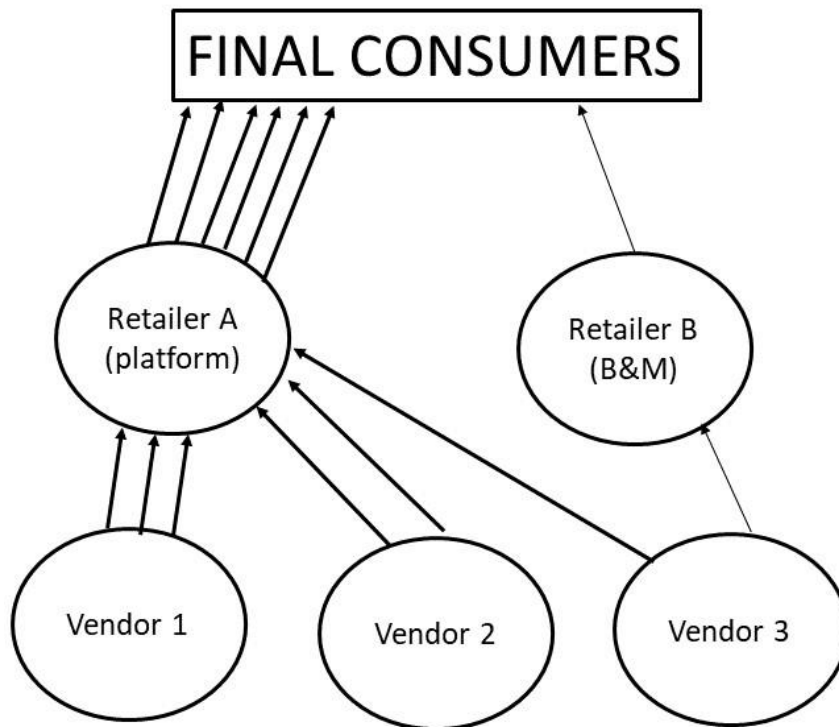 FINAL CONSUMERS
Retailer A
(platform)
Retailer B
(B&M)
Vendor 1
Vendor 2
Vendor 3